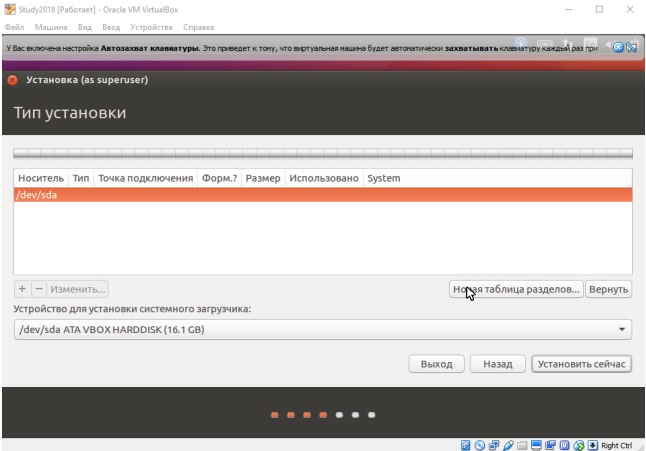 Study2018 [Работает] - Oracle VM VirtualBox
Файл Машина Вид Ввод Устройства Справка
У Вас включена настройка Автозахват клавиатуры. Это приведет к тому, что виртуальная машина будет автоматически захватывать клавиатуру каждый раз при
Установка (as superuser)
Тип установки
Носитель Тип Точка подключения Форм.? Размер Использовано System
/dev/sda
+ − Изменить... Новая таблица разделов... Вернуть
Устройство для установки системного загрузчика:
/dev/sda ATA VBOX HARDDISK (16.1 GB)
Выход Назад Установить сейчас
Right Ctrl